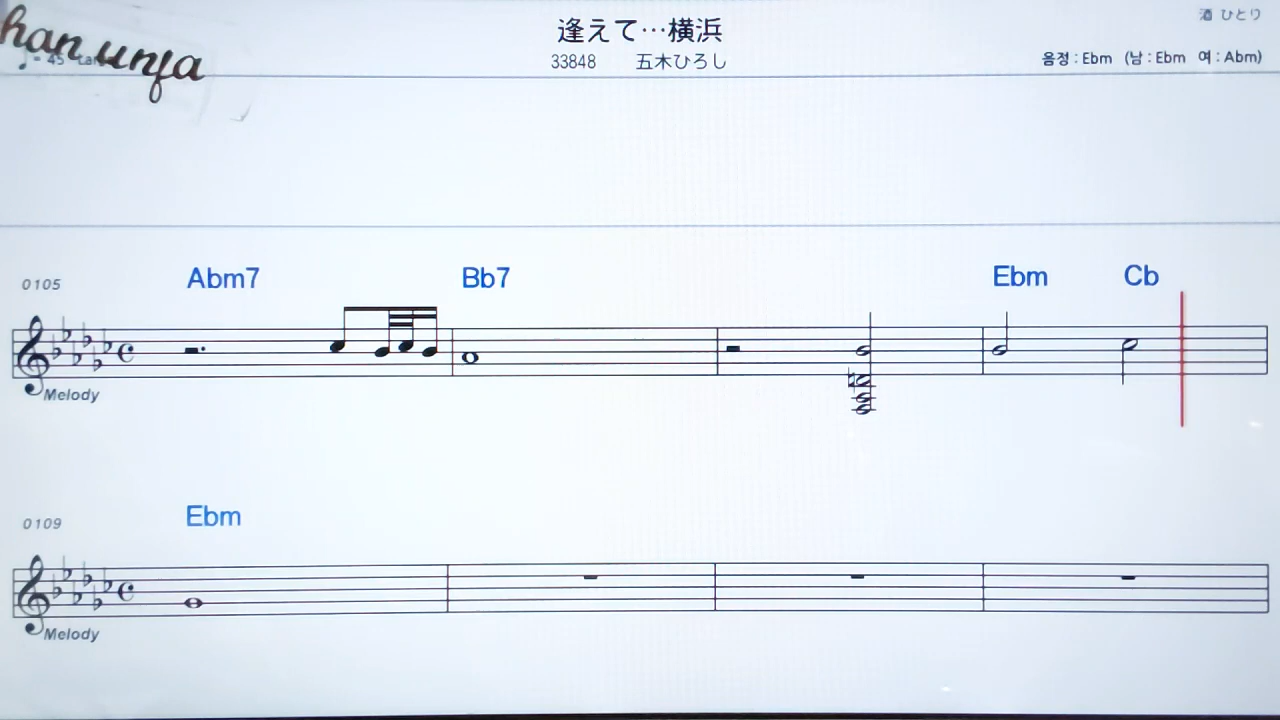 han unja
逢えて…横浜
酒 ひとり
33848 五木ひろし
음정 : Ebm (남 : Ebm 여 : Abm)
0105
Abm7 Bb7 Ebm Cb
Melody
0109
Ebm
Melody